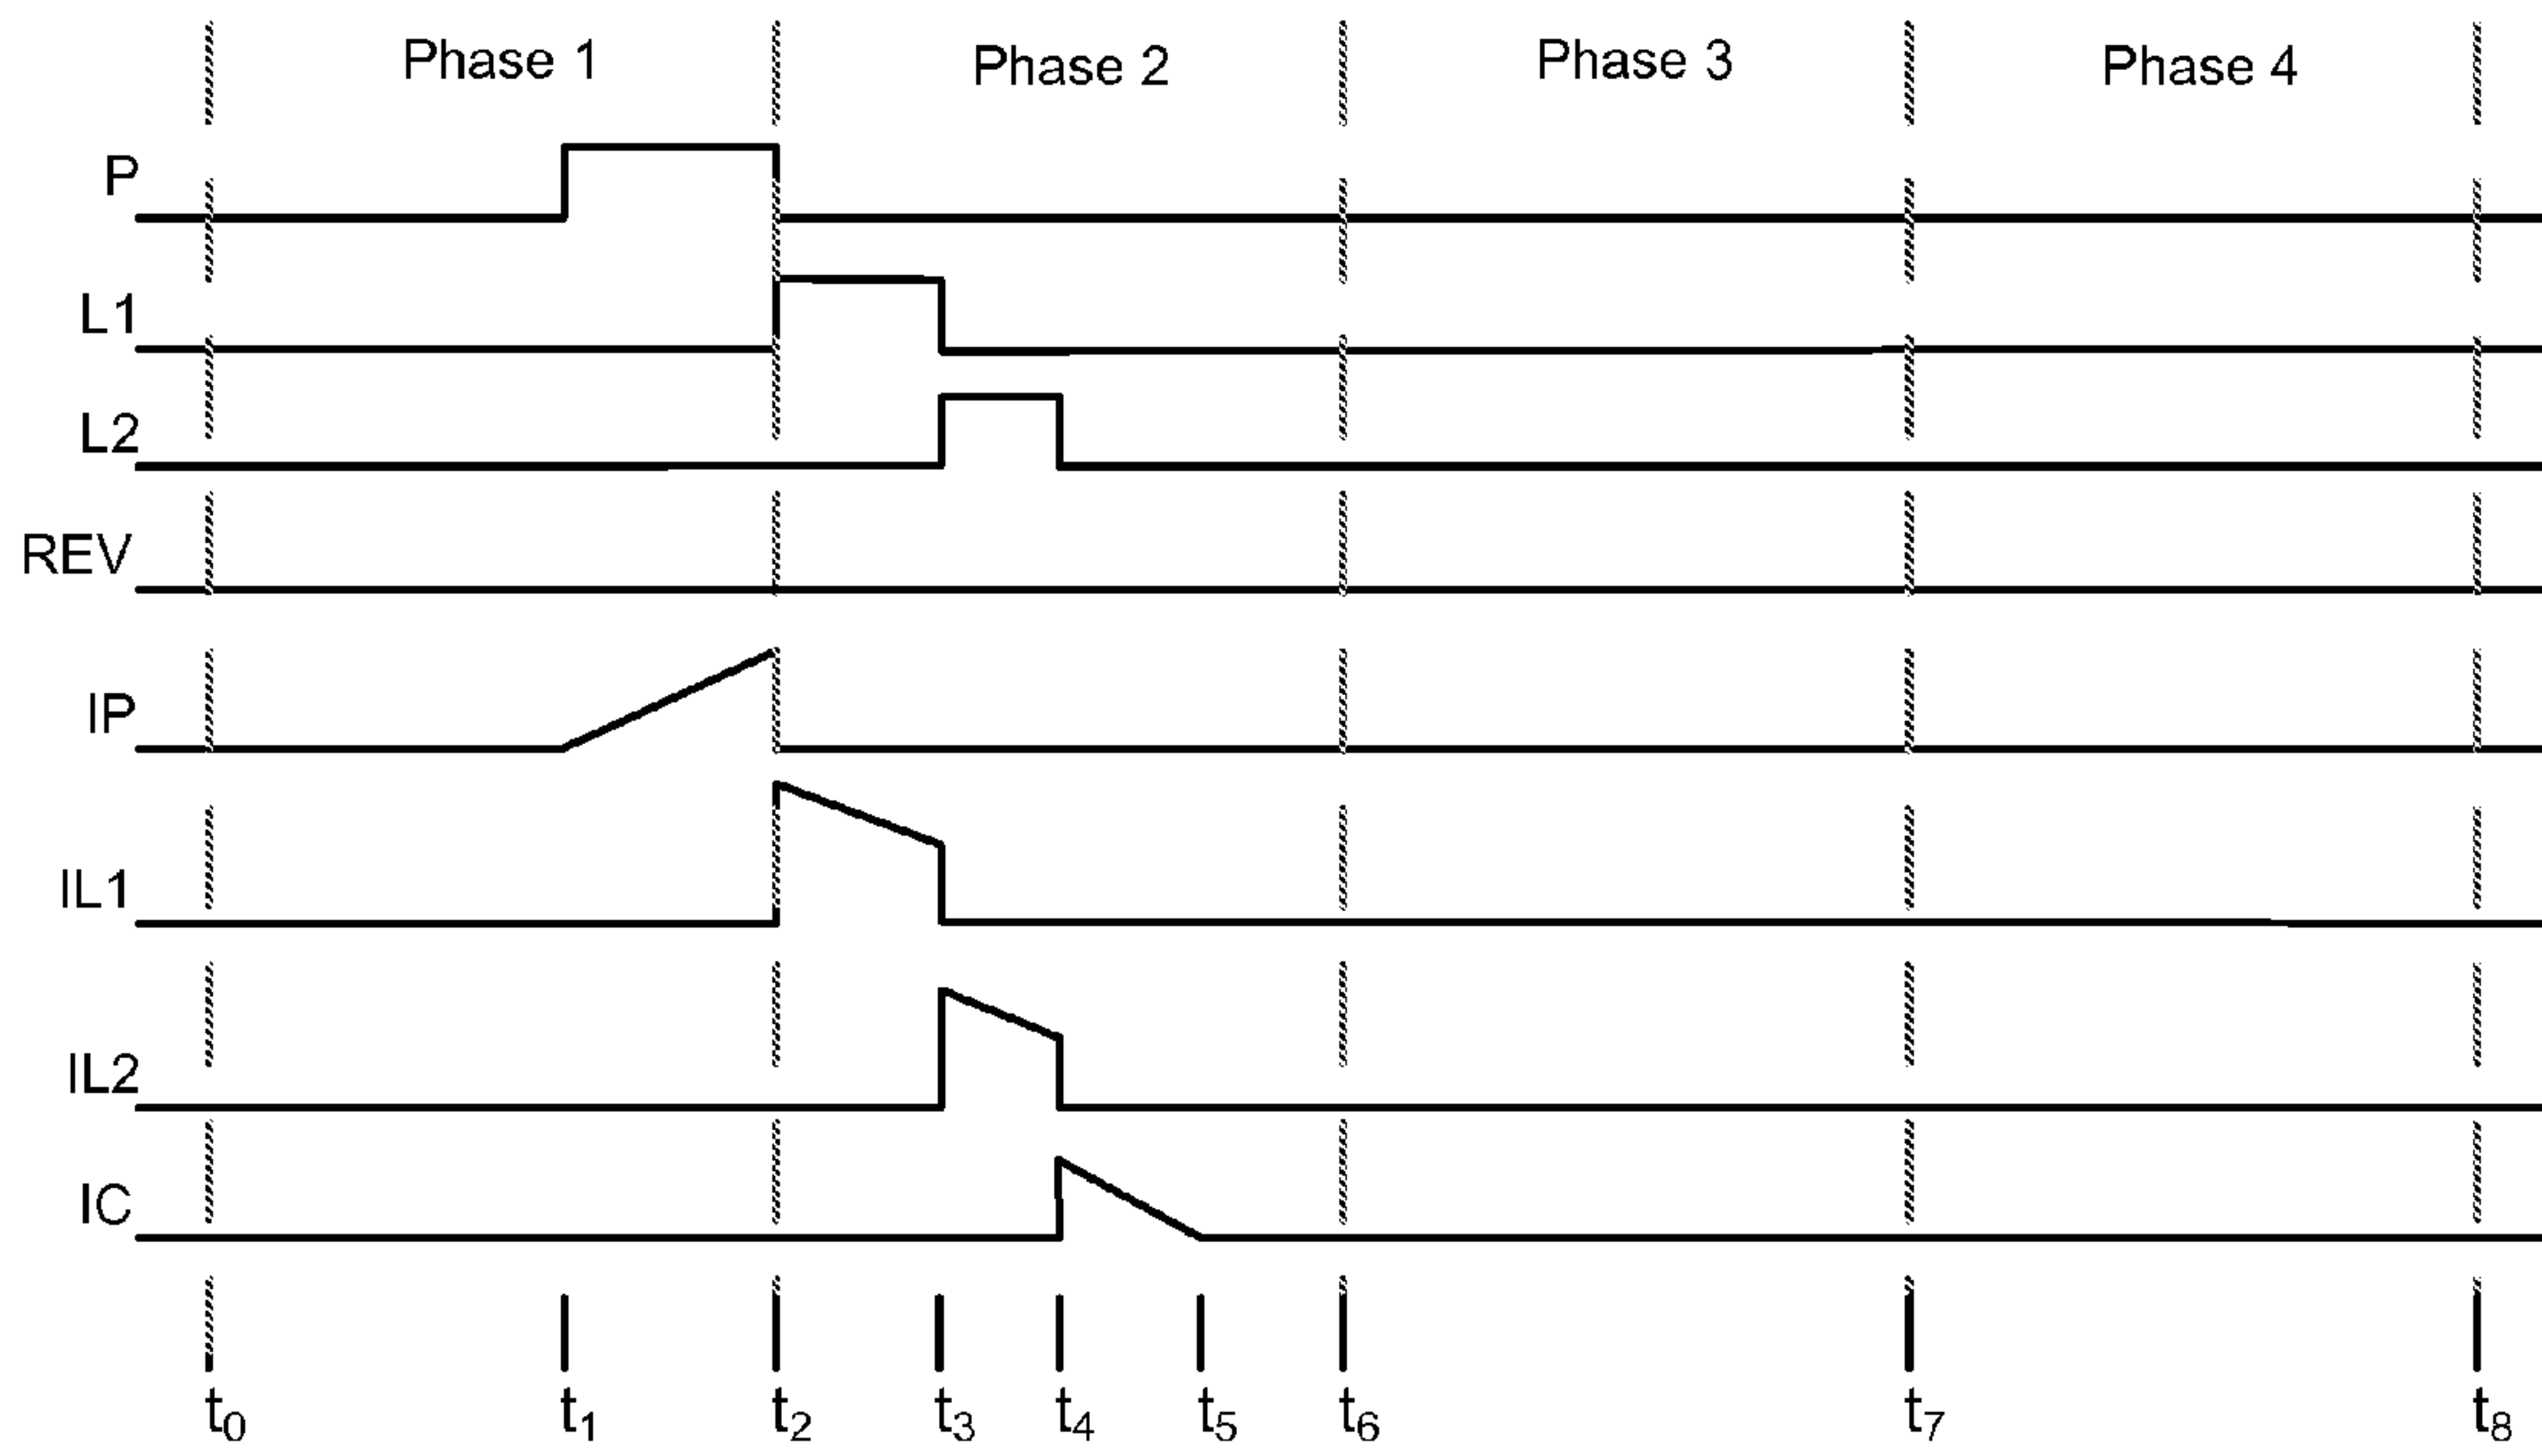 Phase 1 Phase 2 Phase 3 Phase 4
P
L1
L2
REV
IP
IL1
IL2
IC
t0 t1 t2 t3 t4 t5 t6 t7 t8